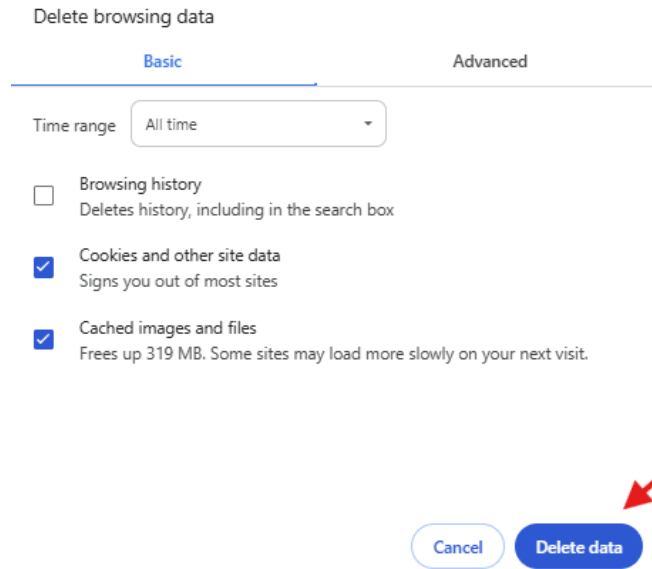 Delete browsing data
Basic
Advanced
Time range
All time
Browsing history
Deletes history, including in the search box
Cookies and other site data
Signs you out of most sites
Cached images and files
Frees up 319 MB. Some sites may load more slowly on your next visit.
Cancel
Delete data